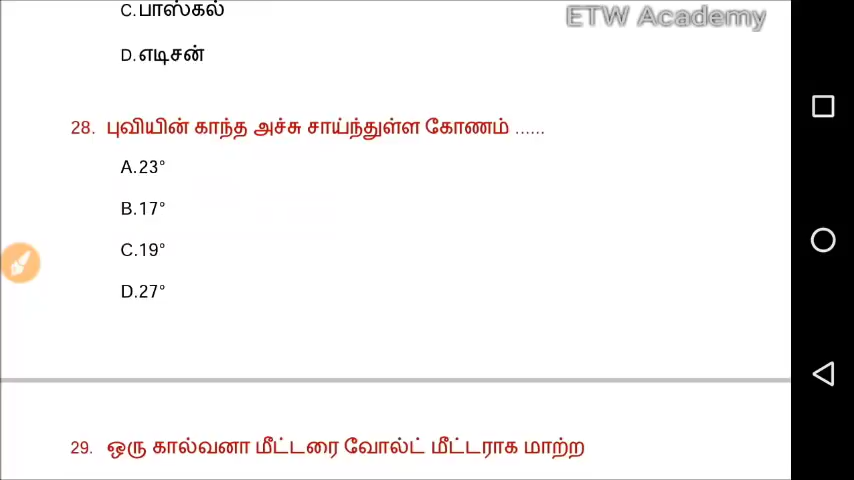 C.பாஸ்கல்
ETW Academy
D.எடிசன்
28. புவியின் காந்த அச்சு சாய்ந்துள்ள கோணம் ......
A.23°
B.17°
C.19°
D.27°
29. ஒரு கால்வனா மீட்டரை வோல்ட் மீட்டராக மாற்ற